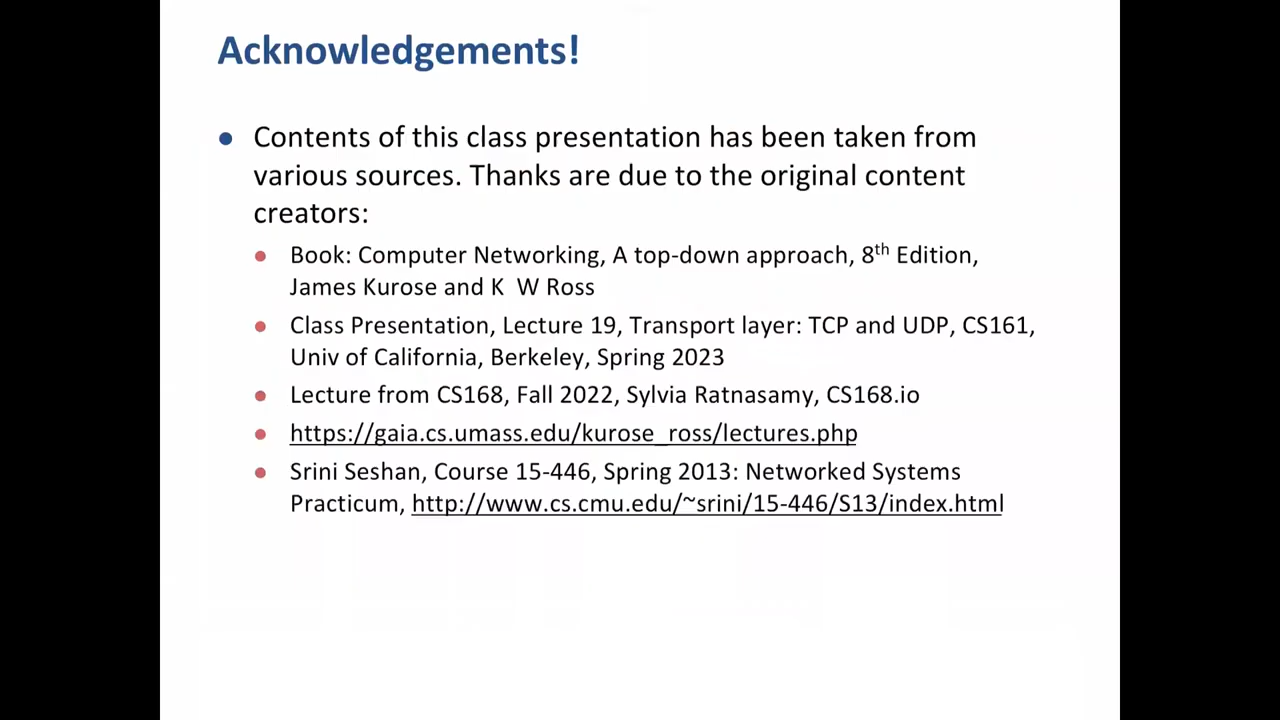 Acknowledgements!
● Contents of this class presentation has been taken from
various sources. Thanks are due to the original content
creators:
● Book: Computer Networking, A top-down approach, 8th Edition,
James Kurose and K W Ross
● Class Presentation, Lecture 19, Transport layer: TCP and UDP, CS161,
Univ of California, Berkeley, Spring 2023
● Lecture from CS168, Fall 2022, Sylvia Ratnasamy, CS168.io
● https://gaia.cs.umass.edu/kurose_ross/lectures.php
● Srini Seshan, Course 15-446, Spring 2013: Networked Systems
Practicum, http://www.cs.cmu.edu/~srini/15-446/S13/index.html